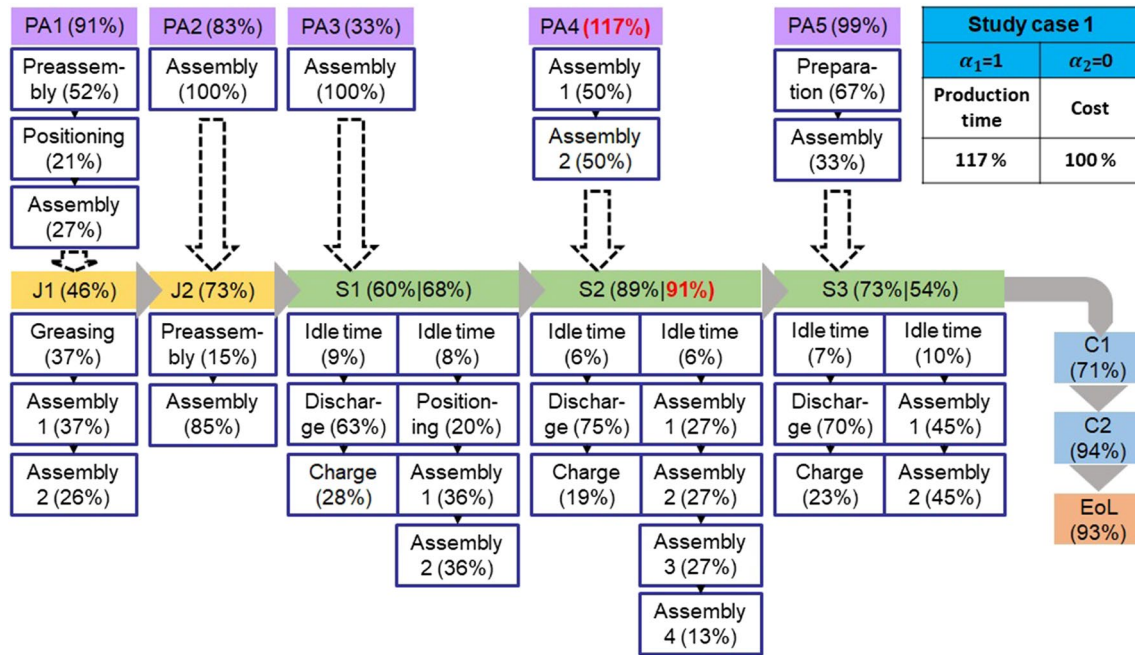 PA1 (91%)
PA2 (83%)
PA3 (33%)
PA4 (117%)
PA5 (99%)
Study case 1
α₁=1
α₂=0
Production
time
Cost
117 %
100 %
Preassem-
bly (52%)
Positioning
(21%)
Assembly
(27%)
Assembly
(100%)
Assembly
(100%)
Assembly
1 (50%)
Assembly
2 (50%)
Prepara-
tion (67%)
Assembly
(33%)
J1 (46%)
J2 (73%)
S1 (60%|68%)
S2 (89%|91%)
S3 (73%|54%)
Greasing
(37%)
Assembly
1 (37%)
Assembly
2 (26%)
Preassem-
bly (15%)
Assembly
(85%)
Idle time
(9%)
Dischar-
ge (63%)
Charge
(28%)
Idle time
(8%)
Position-
ing (20%)
Assembly
1 (36%)
Assembly
2 (36%)
Idle time
(6%)
Dischar-
ge (75%)
Charge
(19%)
Idle time
(6%)
Assembly
1 (27%)
Assembly
2 (27%)
Assembly
3 (27%)
Assembly
4 (13%)
Idle time
(7%)
Dischar-
ge (70%)
Charge
(23%)
Idle time
(10%)
Assembly
1 (45%)
Assembly
2 (45%)
C1
(71%)
C2
(94%)
EoL
(93%)